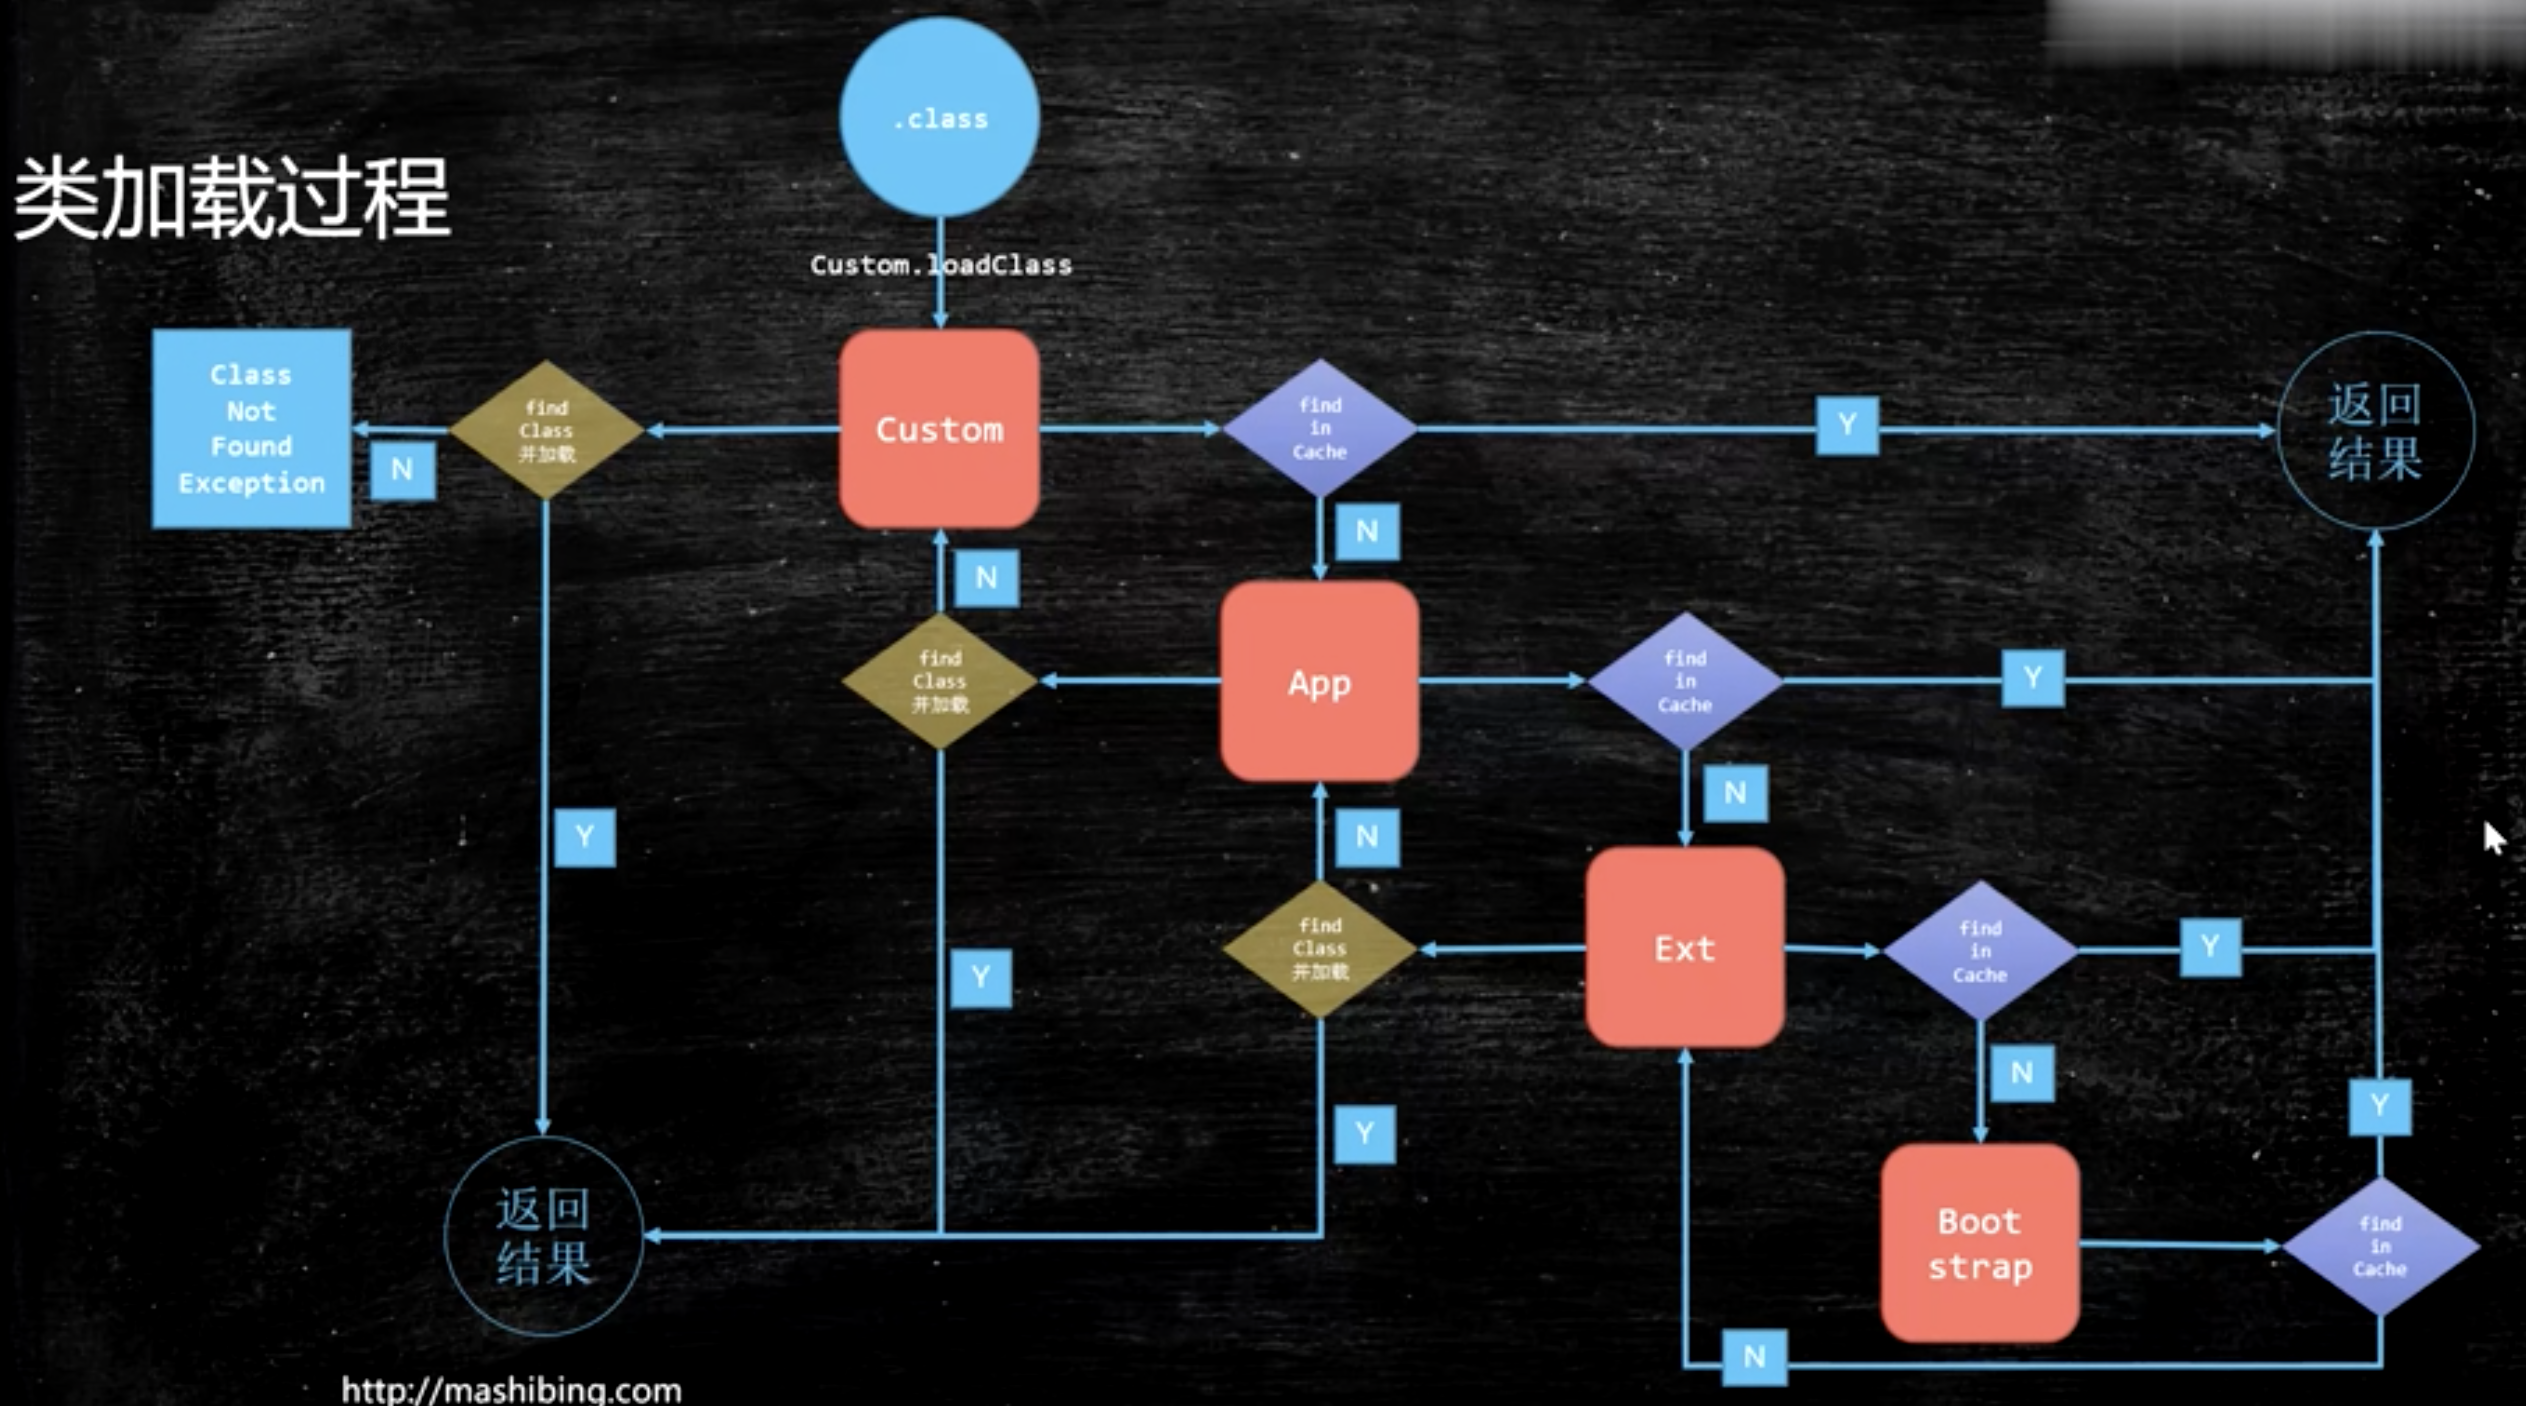 .class
类加载过程
Custom.loadClass
Class
Not
Found
Exception
N
find
Class
并加载
Custom
find
in
Cache
Y
返回
结果
N
N
find
Class
并加载
App
find
in
Cache
Y
N
Y
N
find
Class
并加载
Ext
find
in
Cache
Y
Y
N
Y
Y
返回
结果
Boot
strap
find
in
Cache
N
http://mashibing.com